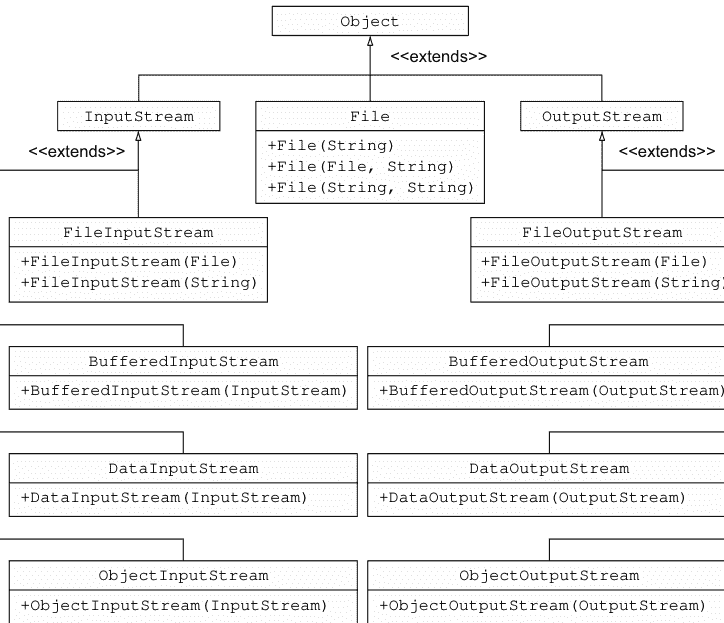 Object
<<extends>>
InputStream
File
+File(String)
+File(File, String)
+File(String, String)
OutputStream
<<extends>>
<<extends>>
FileInputStream
+FileInputStream(File)
+FileInputStream(String)
FileOutputStream
+FileOutputStream(File)
+FileOutputStream(String)
BufferedInputStream
+BufferedInputStream(InputStream)
BufferedOutputStream
+BufferedOutputStream(OutputStream)
DataInputStream
+DataInputStream(InputStream)
DataOutputStream
+DataOutputStream(OutputStream)
ObjectInputStream
+ObjectInputStream(InputStream)
ObjectOutputStream
+ObjectOutputStream(OutputStream)